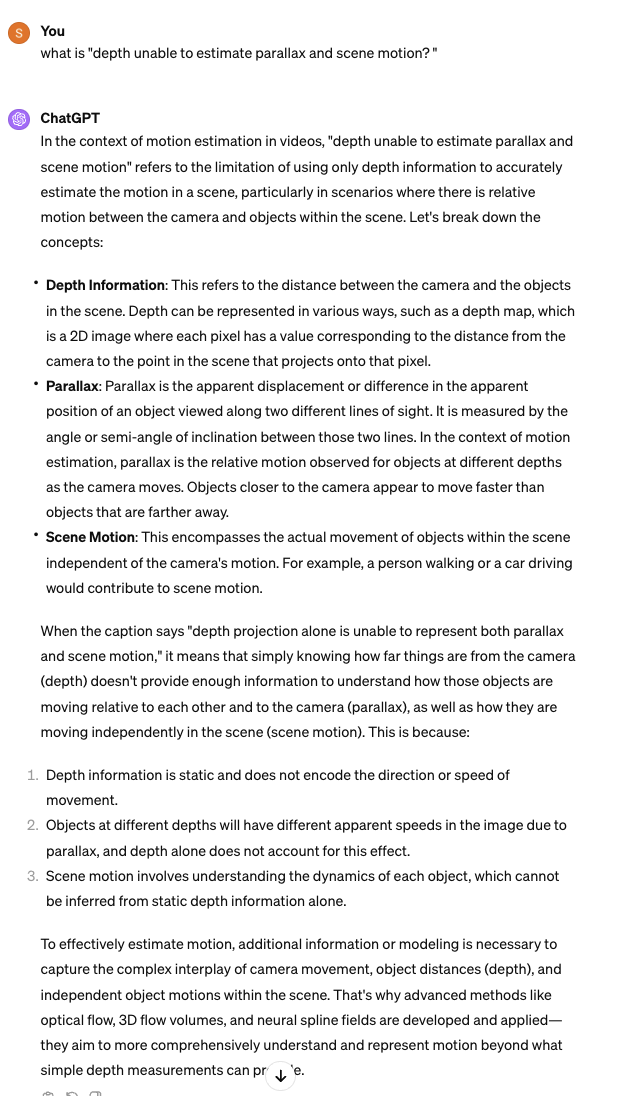 S
You
what is "depth unable to estimate parallax and scene motion? "
ChatGPT
In the context of motion estimation in videos, "depth unable to estimate parallax and
scene motion" refers to the limitation of using only depth information to accurately
estimate the motion in a scene, particularly in scenarios where there is relative
motion between the camera and objects within the scene. Let's break down the
concepts:
• Depth Information: This refers to the distance between the camera and the objects
in the scene. Depth can be represented in various ways, such as a depth map, which
is a 2D image where each pixel has a value corresponding to the distance from the
camera to the point in the scene that projects onto that pixel.
• Parallax: Parallax is the apparent displacement or difference in the apparent
position of an object viewed along two different lines of sight. It is measured by the
angle or semi-angle of inclination between those two lines. In the context of motion
estimation, parallax is the relative motion observed for objects at different depths
as the camera moves. Objects closer to the camera appear to move faster than
objects that are farther away.
• Scene Motion: This encompasses the actual movement of objects within the scene
independent of the camera's motion. For example, a person walking or a car driving
would contribute to scene motion.
When the caption says "depth projection alone is unable to represent both parallax
and scene motion," it means that simply knowing how far things are from the camera
(depth) doesn't provide enough information to understand how those objects are
moving relative to each other and to the camera (parallax), as well as how they are
moving independently in the scene (scene motion). This is because:
1. Depth information is static and does not encode the direction or speed of
movement.
2. Objects at different depths will have different apparent speeds in the image due to
parallax, and depth alone does not account for this effect.
3. Scene motion involves understanding the dynamics of each object, which cannot
be inferred from static depth information alone.
To effectively estimate motion, additional information or modeling is necessary to
capture the complex interplay of camera movement, object distances (depth), and
independent object motions within the scene. That's why advanced methods like
optical flow, 3D flow volumes, and neural spline fields are developed and applied—
they aim to more comprehensively understand and represent motion beyond what
simple depth measurements can